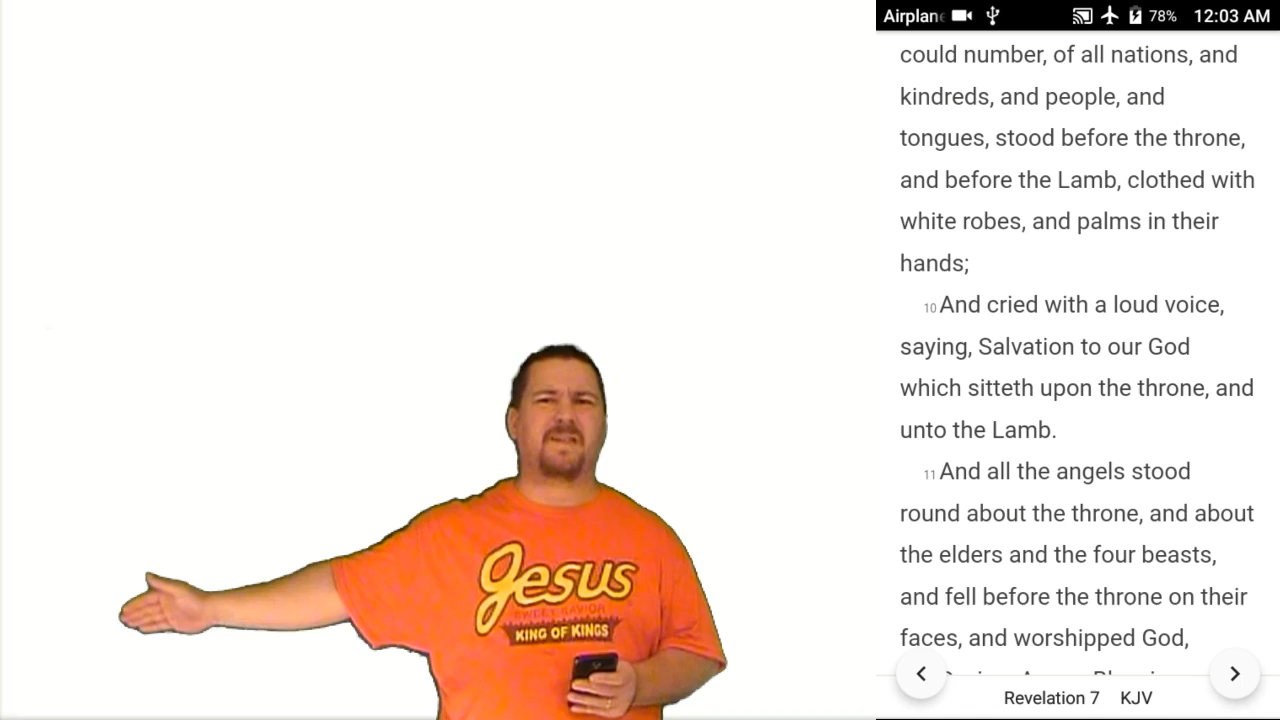 Airplan
78%
12:03 AM
could number, of all nations, and
kindreds, and people, and
tongues, stood before the throne,
and before the Lamb, clothed with
white robes, and palms in their
hands;
10 And cried with a loud voice,
saying, Salvation to our God
which sitteth upon the throne, and
unto the Lamb.
11 And all the angels stood
round about the throne, and about
the elders and the four beasts,
and fell before the throne on their
faces, and worshipped God,
Revelation 7 KJV
Jesus
SWEET SAVIOR
KING OF KINGS